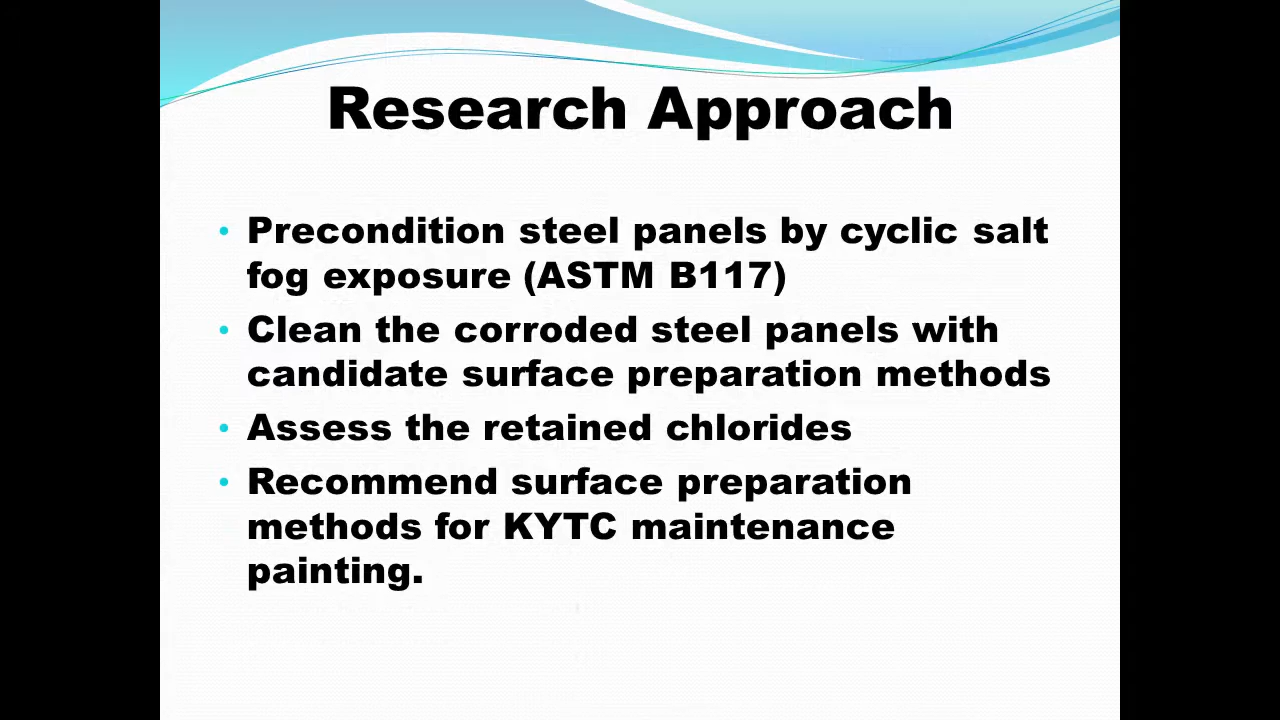 Research Approach
• Precondition steel panels by cyclic salt
fog exposure (ASTM B117)
• Clean the corroded steel panels with
candidate surface preparation methods
• Assess the retained chlorides
• Recommend surface preparation
methods for KYTC maintenance
painting.